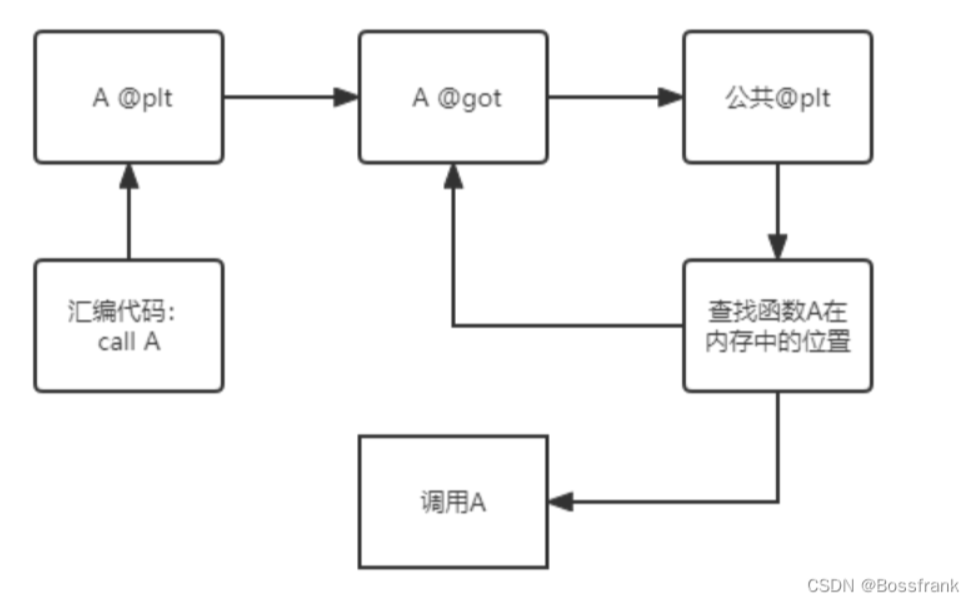 A @plt
A @got
公共@plt
汇编代码：
call A
查找函数A在
内存中的位置
调用A
CSDN @Bossfrank